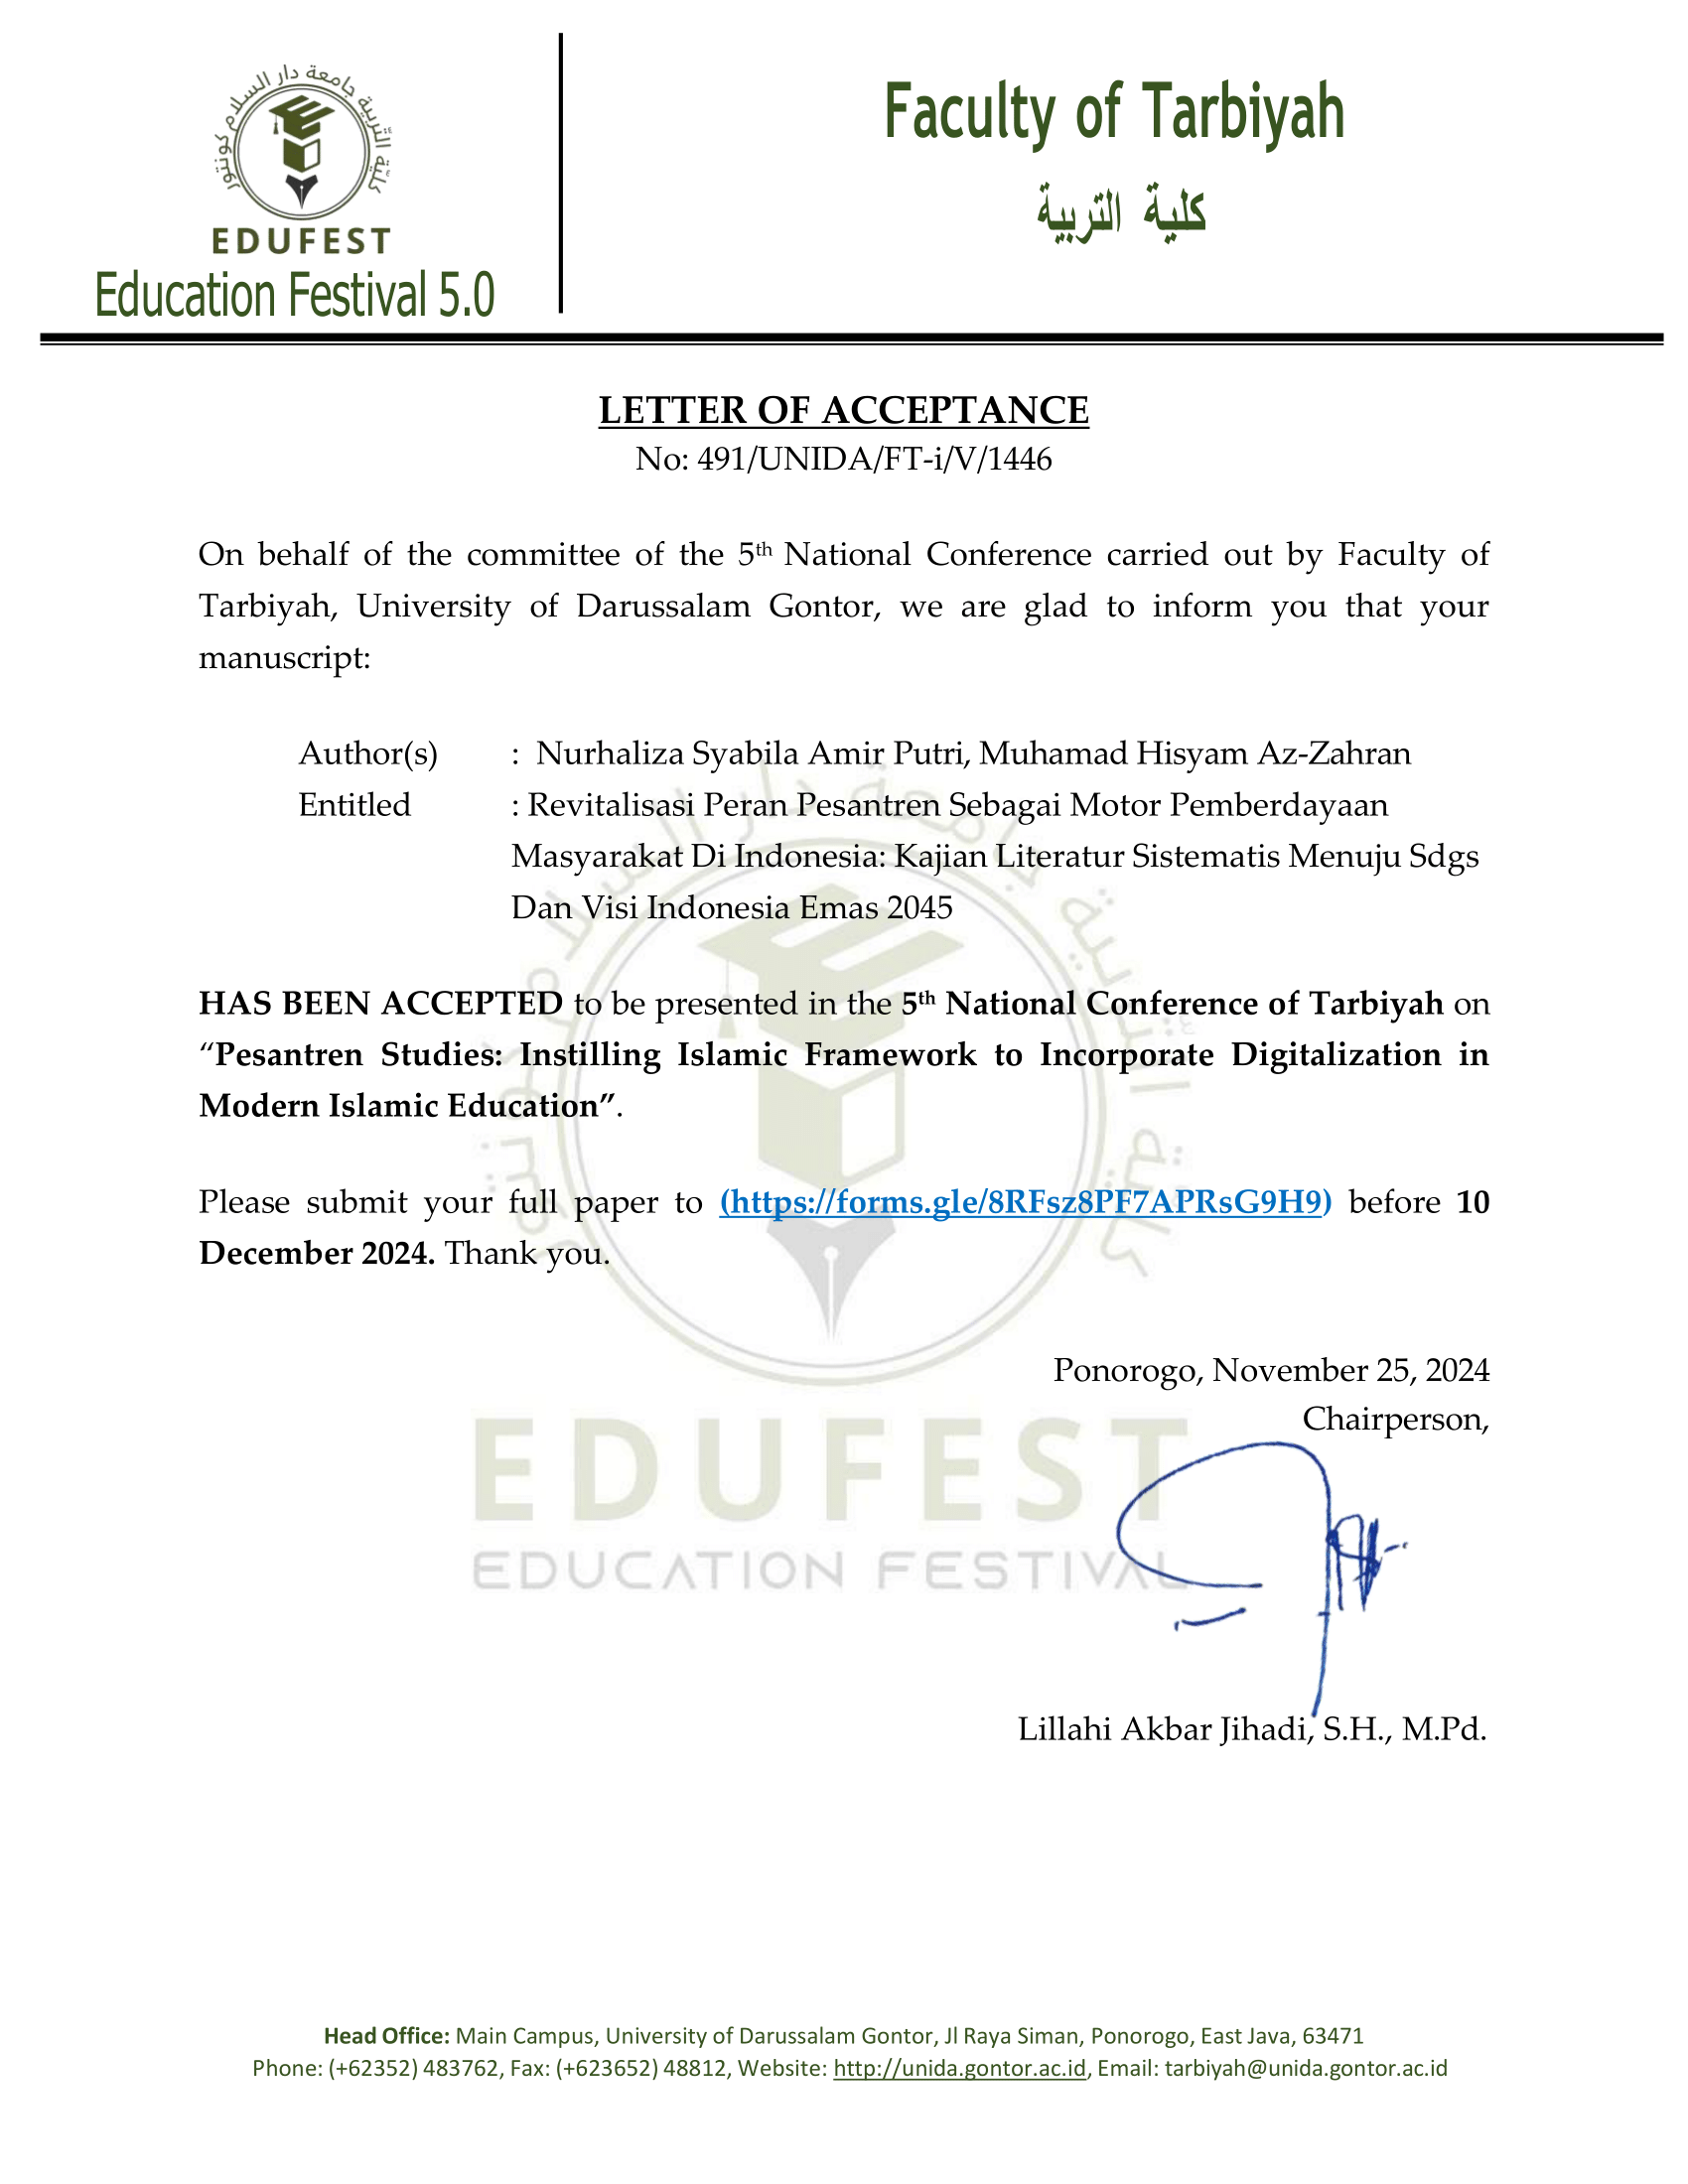 كلية التربية جامعة دار السلام كونتور
EDUFEST
Education Festival 5.0
Faculty of Tarbiyah
كلية التربية
LETTER OF ACCEPTANCE
No: 491/UNIDA/FT-i/V/1446
On behalf of the committee of the 5th National Conference carried out by Faculty of
Tarbiyah, University of Darussalam Gontor, we are glad to inform you that your
manuscript:
Author(s) : Nurhaliza Syabila Amir Putri, Muhamad Hisyam Az-Zahran
Entitled : Revitalisasi Peran Pesantren Sebagai Motor Pemberdayaan
Masyarakat Di Indonesia: Kajian Literatur Sistematis Menuju Sdgs
Dan Visi Indonesia Emas 2045
HAS BEEN ACCEPTED to be presented in the 5th National Conference of Tarbiyah on
“Pesantren Studies: Instilling Islamic Framework to Incorporate Digitalization in
Modern Islamic Education”.
Please submit your full paper to (https://forms.gle/8RFsz8PF7APRsG9H9) before 10
December 2024. Thank you.
Ponorogo, November 25, 2024
Chairperson,
كلية التربية جامعة دار السلام كونتور
EDUFEST
EDUCATION FESTIVAL
Lillahi Akbar Jihadi, S.H., M.Pd.
Head Office: Main Campus, University of Darussalam Gontor, Jl Raya Siman, Ponorogo, East Java, 63471
Phone: (+62352) 483762, Fax: (+623652) 48812, Website: http://unida.gontor.ac.id, Email: tarbiyah@unida.gontor.ac.id